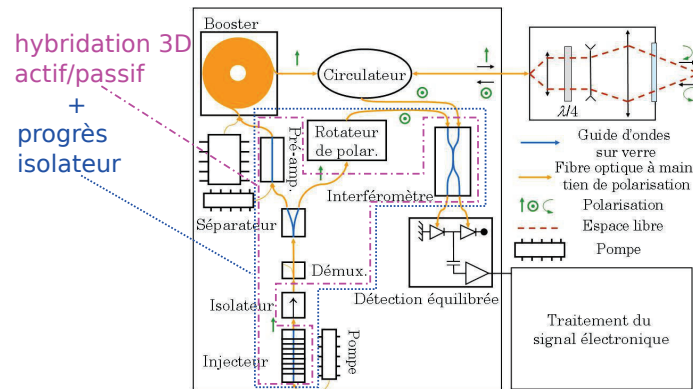 hybridation 3D
actif/passif
+
progrès
isolateur
Booster
Circulateur
λ/4
Pré-amp.
Rotateur
de polar.
Interféromètre
Séparateur
Démux.
Isolateur
Injecteur
Pompe
Détection équilibrée
Guide d'ondes
sur verre
Fibre optique à main
tien de polarisation
Polarisation
Espace libre
Pompe
Traitement du
signal électronique